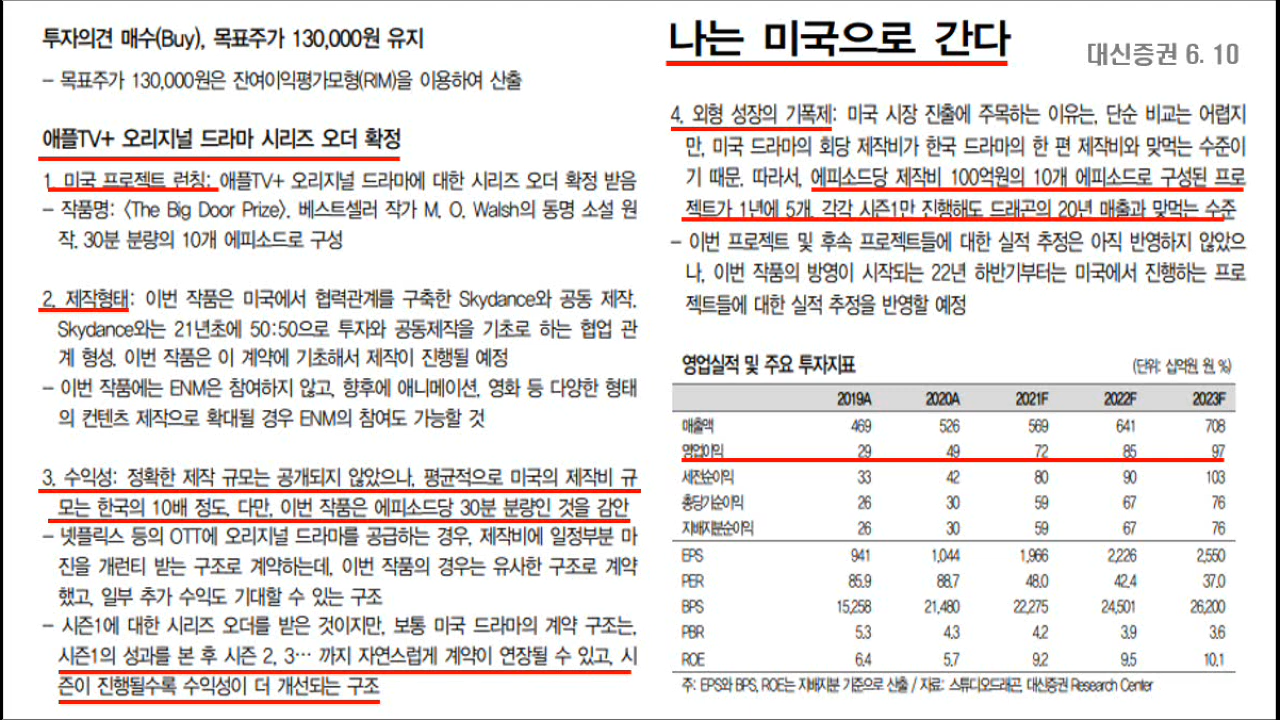 투자의견 매수(Buy), 목표주가 130,000원 유지
- 목표주가 130,000원은 잔여이익평가모형(RIM)을 이용하여 산출
애플TV+ 오리지널 드라마 시리즈 오더 확정
1. 미국 프로젝트 런칭: 애플TV+ 오리지널 드라마에 대한 시리즈 오더 확정 받음
- 작품명: <The Big Door Prize>, 베스트셀러 작가 M. O. Walsh의 동명 소설 원
작, 30분 분량의 10개 에피소드로 구성
2. 제작형태: 이번 작품은 미국에서 협력관계를 구축한 Skydance와 공동 제작.
Skydance와는 21년초에 50:50으로 투자와 공동제작을 기초로 하는 협업 관
계 형성. 이번 작품은 이 계약에 기초해서 제작이 진행될 예정
- 이번 작품에는 ENM은 참여하지 않고, 향후에 애니메이션, 영화 등 다양한 형태
의 컨텐츠 제작으로 확대될 경우 ENM의 참여도 가능할 것
3. 수익성: 정확한 제작 규모는 공개되지 않았으나, 평균적으로 미국의 제작비 규
모는 한국의 10배 정도. 다만, 이번 작품은 에피소드당 30분 분량인 것을 감안
- 넷플릭스 등의 OTT에 오리지널 드라마를 공급하는 경우, 제작비에 일정부분 마
진을 개런티 받는 구조로 계약하는데, 이번 작품의 경우는 유사한 구조로 계약
했고, 일부 추가 수익도 기대할 수 있는 구조
- 시즌1에 대한 시리즈 오더를 받은 것이지만, 보통 미국 드라마의 계약 구조는,
시즌1의 성과를 본 후 시즌 2, 3… 까지 자연스럽게 계약이 연장될 수 있고, 시
즌이 진행될수록 수익성이 더 개선되는 구조
나는 미국으로 간다
대신증권 6. 10
4. 외형 성장의 기폭제: 미국 시장 진출에 주목하는 이유는, 단순 비교는 어렵지
만, 미국 드라마의 회당 제작비가 한국 드라마의 한 편 제작비와 맞먹는 수준이
기 때문. 따라서, 에피소드당 제작비 100억원의 10개 에피소드로 구성된 프로
젝트가 1년에 5개, 각각 시즌1만 진행해도 드래곤의 20년 매출과 맞먹는 수준
- 이번 프로젝트 및 후속 프로젝트들에 대한 실적 추정은 아직 반영하지 않았으
나, 이번 작품의 방영이 시작되는 22년 하반기부터는 미국에서 진행하는 프로
젝트들에 대한 실적 추정을 반영할 예정
영업실적 및 주요 투자지표 (단위: 십억원, 원, %)
2019A 2020A 2021F 2022F 2023F
매출액 469 526 569 641 708
영업이익 29 49 72 85 97
세전순이익 33 42 80 90 103
총당기순이익 26 30 59 67 76
지배지분순이익 26 30 59 67 76
EPS 941 1,044 1,966 2,226 2,550
PER 85.9 88.7 48.0 42.4 37.0
BPS 15,258 21,480 22,275 24,501 26,200
PBR 5.3 4.3 4.2 3.9 3.6
ROE 6.4 5.7 9.2 9.5 10.1
주: EPS와 BPS, ROE는 지배지분 기준으로 산출 / 자료: 스튜디오드래곤, 대신증권 Research Center